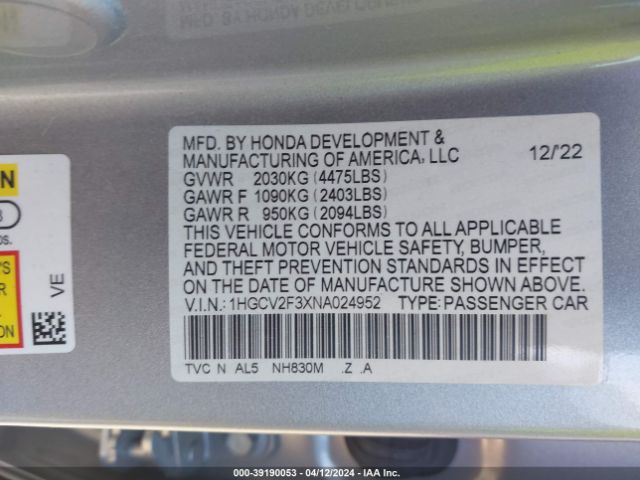 MFD. BY HONDA DEVELOPMENT &
MANUFACTURING OF AMERICA, LLC 12/22
GVWR 2030KG (4475LBS)
GAWR F 1090KG (2403LBS)
GAWR R 950KG (2094LBS)
THIS VEHICLE CONFORMS TO ALL APPLICABLE
FEDERAL MOTOR VEHICLE SAFETY, BUMPER,
AND THEFT PREVENTION STANDARDS IN EFFECT
ON THE DATE OF MANUFACTURE SHOWN ABOVE.
V.I.N.: 1HGCV2F3XNA024952 TYPE: PASSENGER CAR
TVC N AL5 NH830M .Z .A
VE
000-39190053 - 04/12/2024 - IAA Inc.